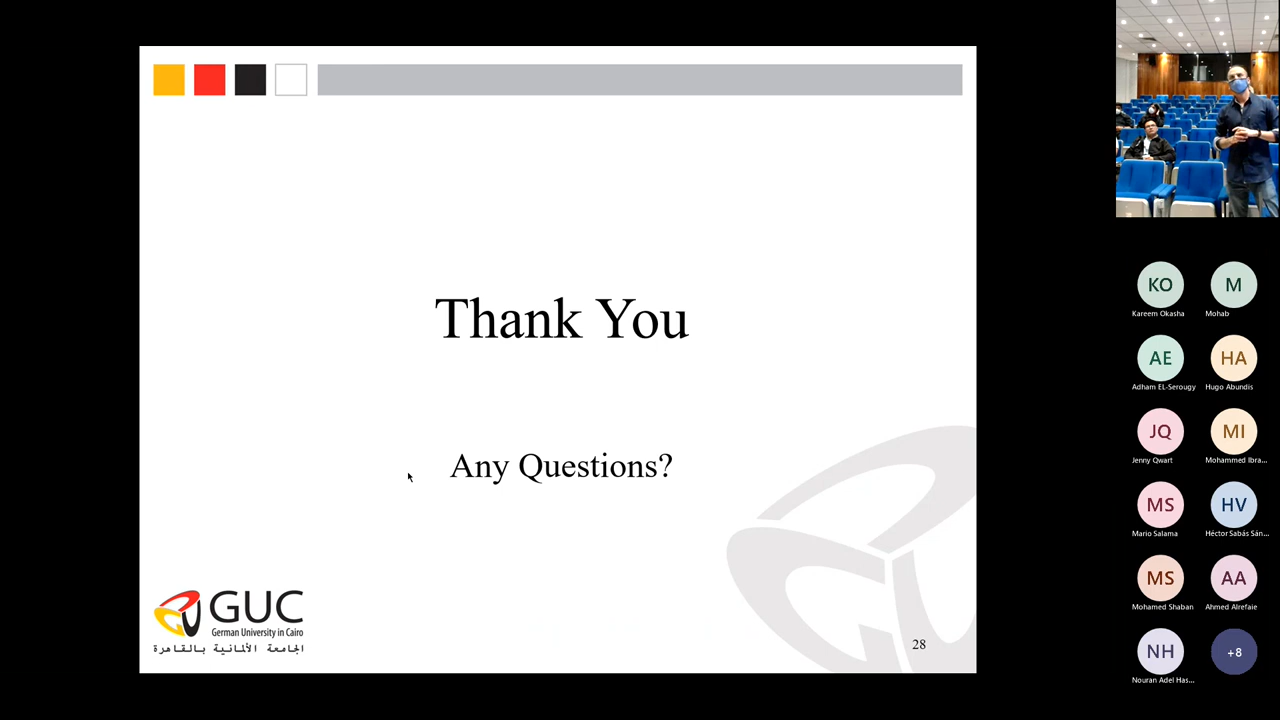 Thank You
Any Questions?
GUC
German University in Cairo
الجامعة الألمانية بالقاهرة
28
KO
Kareem Okasha
M
Mohab
AE
Adham EL-Serougy
HA
Hugo Abundis
JQ
Jenny Qwart
MI
Mohammed Ibra...
MS
Mario Salama
HV
Héctor Sabás Sán...
MS
Mohamed Shaban
AA
Ahmed Alrefaie
NH
Nouran Adel Has...
+8